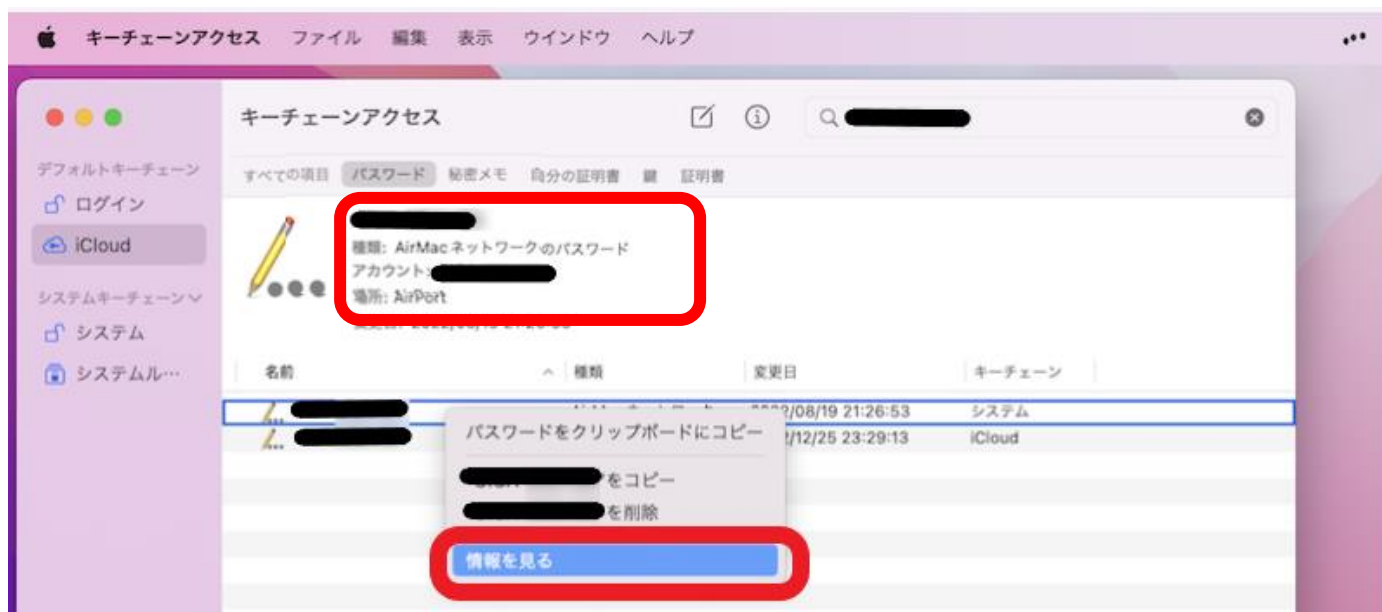 キーチェーンアクセス ファイル 編集 表示 ウインドウ ヘルプ
キーチェーンアクセス
デフォルトキーチェーン
すべての項目 パスワード 秘密メモ 自分の証明書 鍵 証明書
ログイン
iCloud
種類: AirMac ネットワークのパスワード
アカウント:
場所: AirPort
システムキーチェーン
システム
システムル…
名前 種類 変更日 キーチェーン
/08/19 21:26:53 システム
/12/25 23:29:13 iCloud
パスワードをクリップボードにコピー
をコピー
を削除
情報を見る